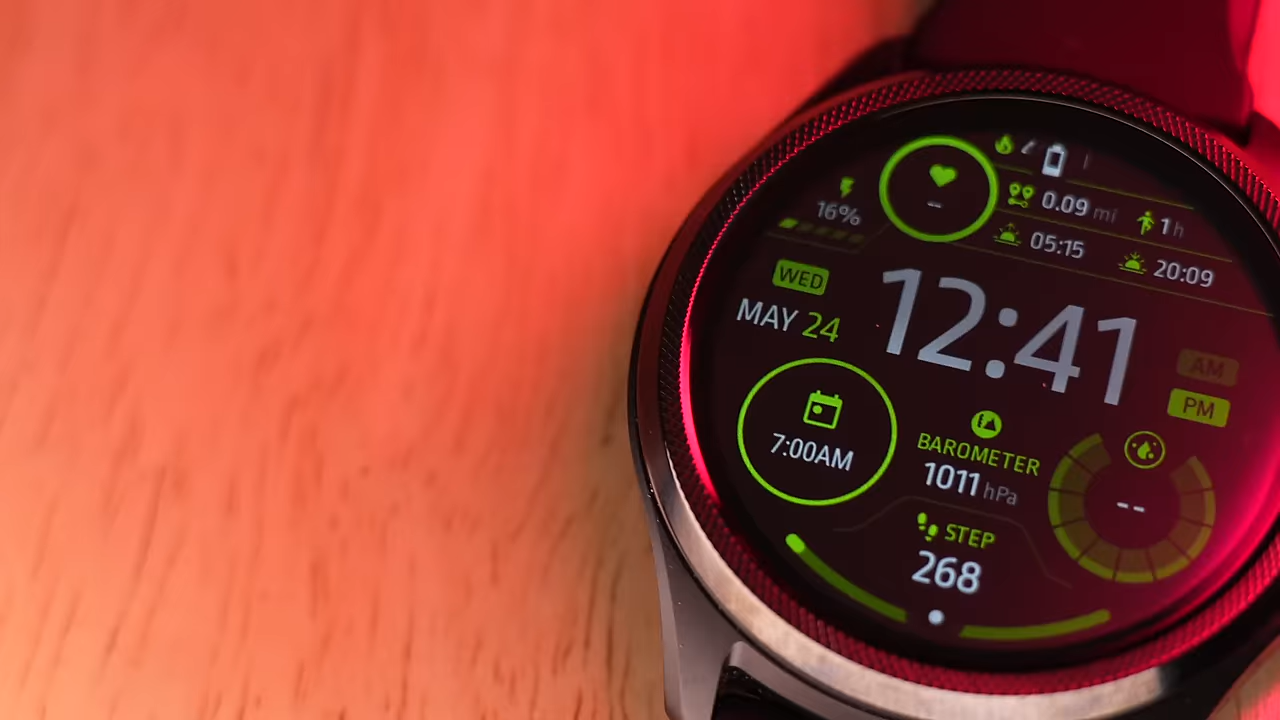 --
16%
0.09 mi
1h
05:15
20:09
WED
MAY 24
12:41
AM
PM
7:00AM
BAROMETER
1011 hPa
--
STEP
268